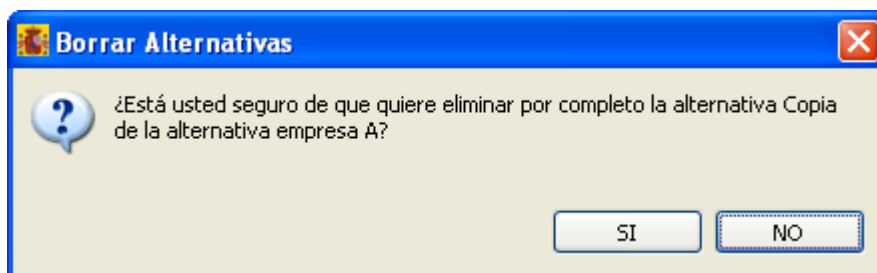 Borrar Alternativas
¿Está usted seguro de que quiere eliminar por completo la alternativa Copia
de la alternativa empresa A?
SI
NO